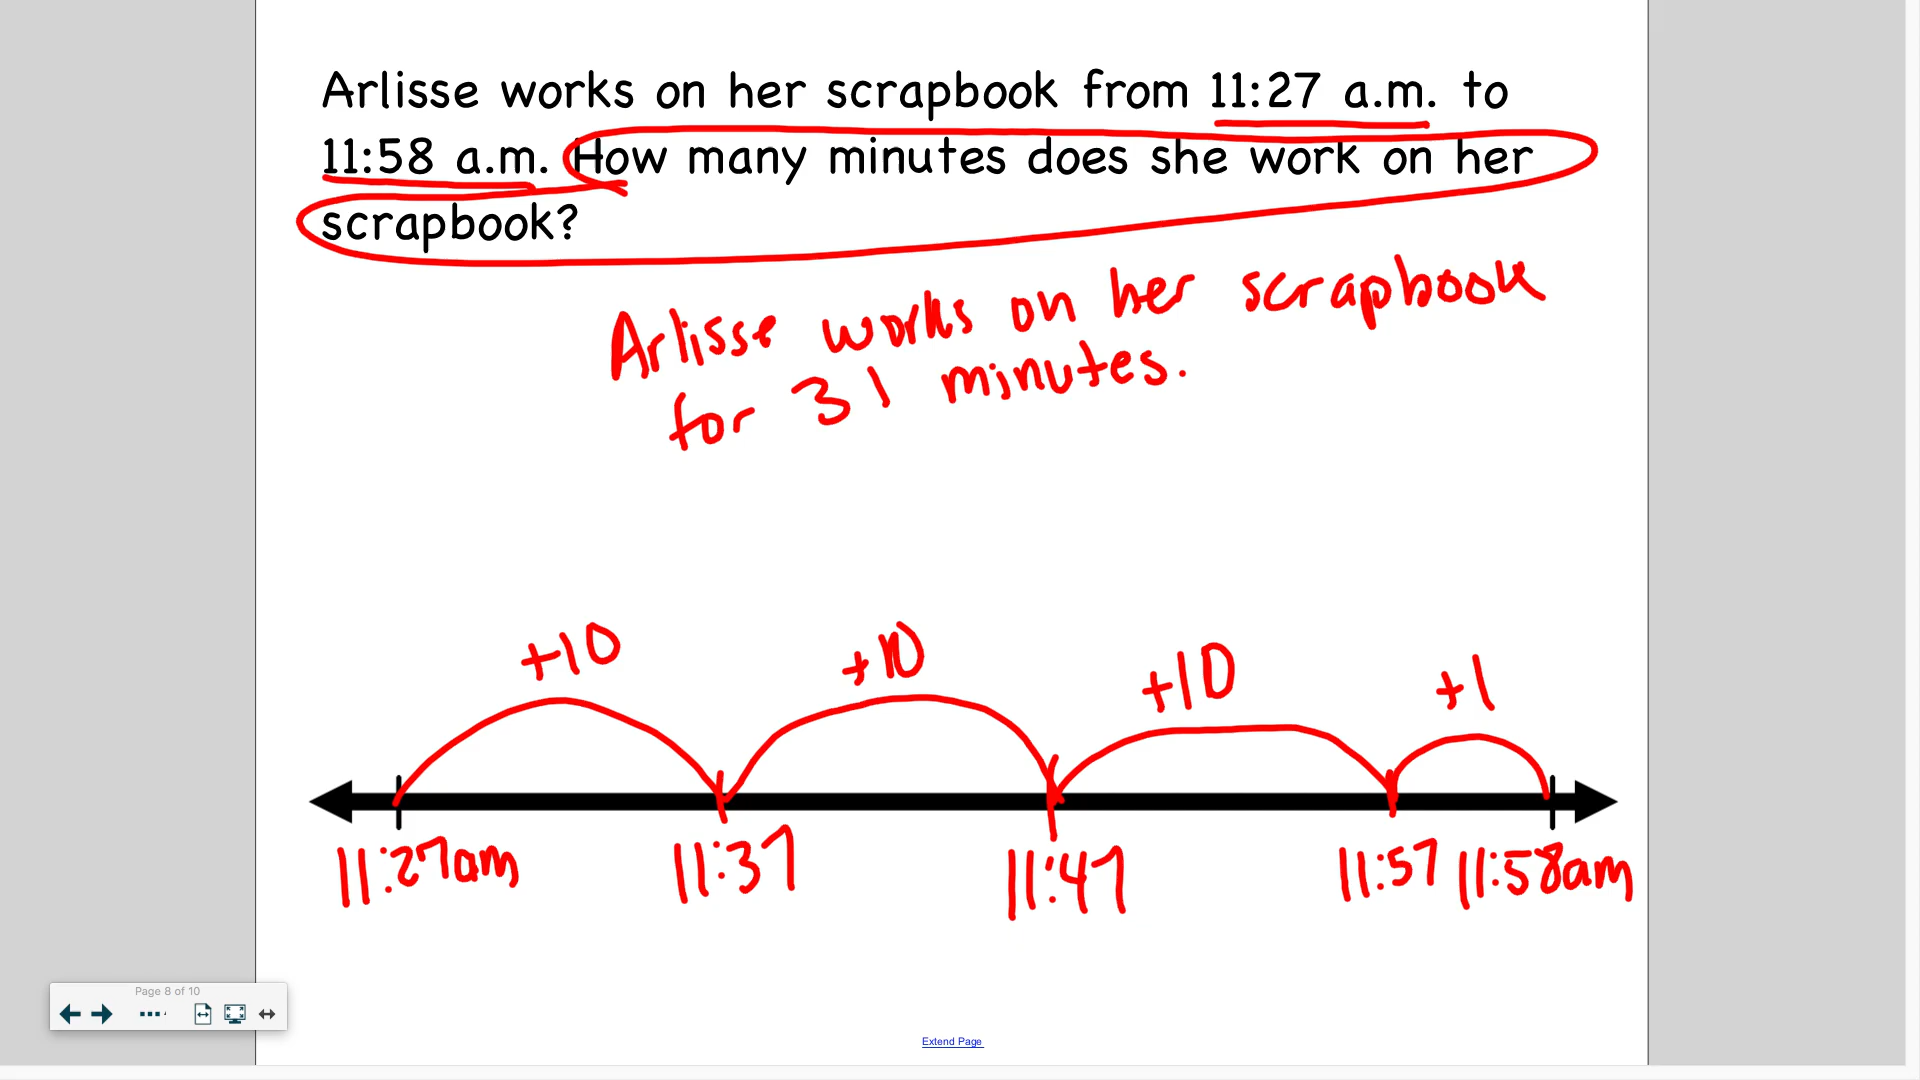 Arlisse works on her scrapbook from 11:27 a.m. to
11:58 a.m. How many minutes does she work on her
scrapbook?
Arlisse works on her scrapbook
for 31 minutes.
+10 +10 +10 +1
11:27am 11:37 11:47 11:57 11:58am
Page 8 of 10
Extend Page